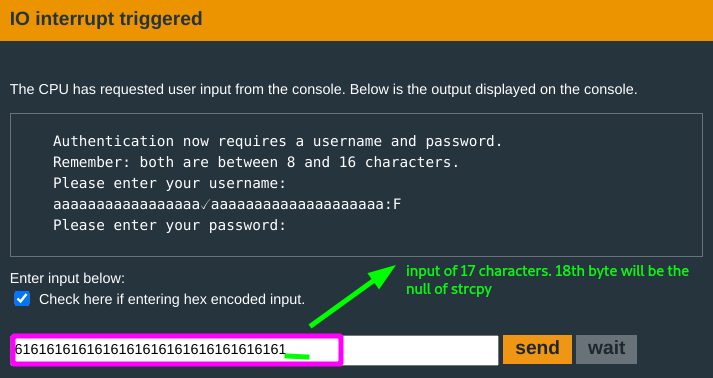 IO interrupt triggered
The CPU has requested user input from the console. Below is the output displayed on the console.
Authentication now requires a username and password.
Remember: both are between 8 and 16 characters.
Please enter your username:
aaaaaaaaaaaaaaaaa✓aaaaaaaaaaaaaaaaaaaa:F
Please enter your password:
Enter input below:
Check here if entering hex encoded input.
input of 17 characters. 18th byte will be the
null of strcpy
6161616161616161616161616161616161
send
wait